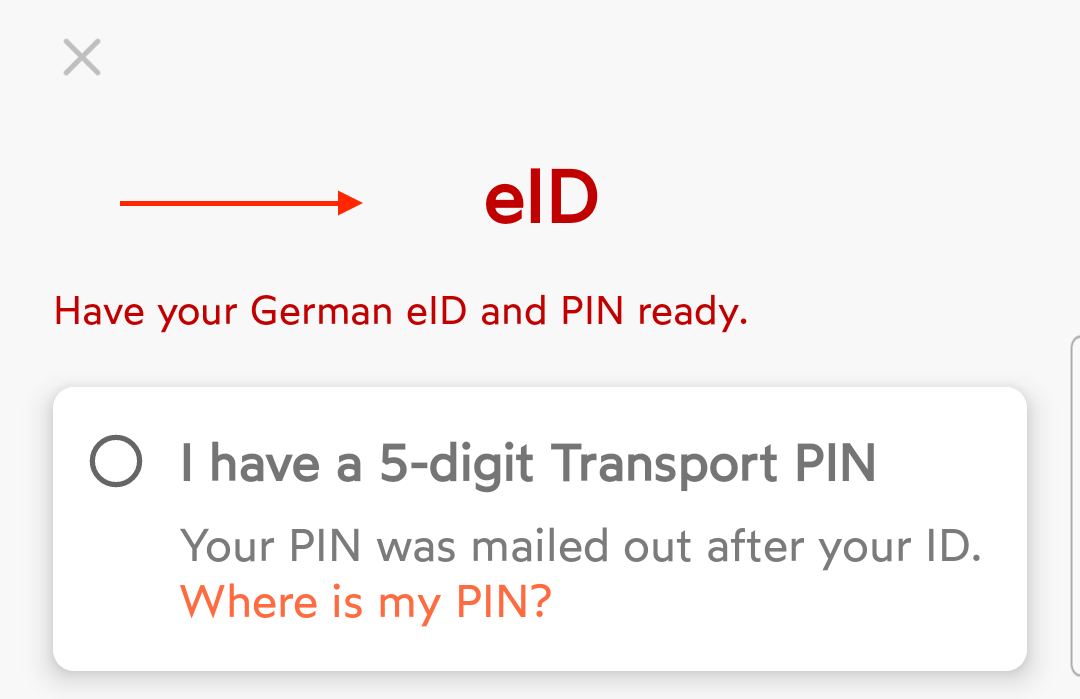 eID
Have your German eID and PIN ready.
I have a 5-digit Transport PIN
Your PIN was mailed out after your ID.
Where is my PIN?